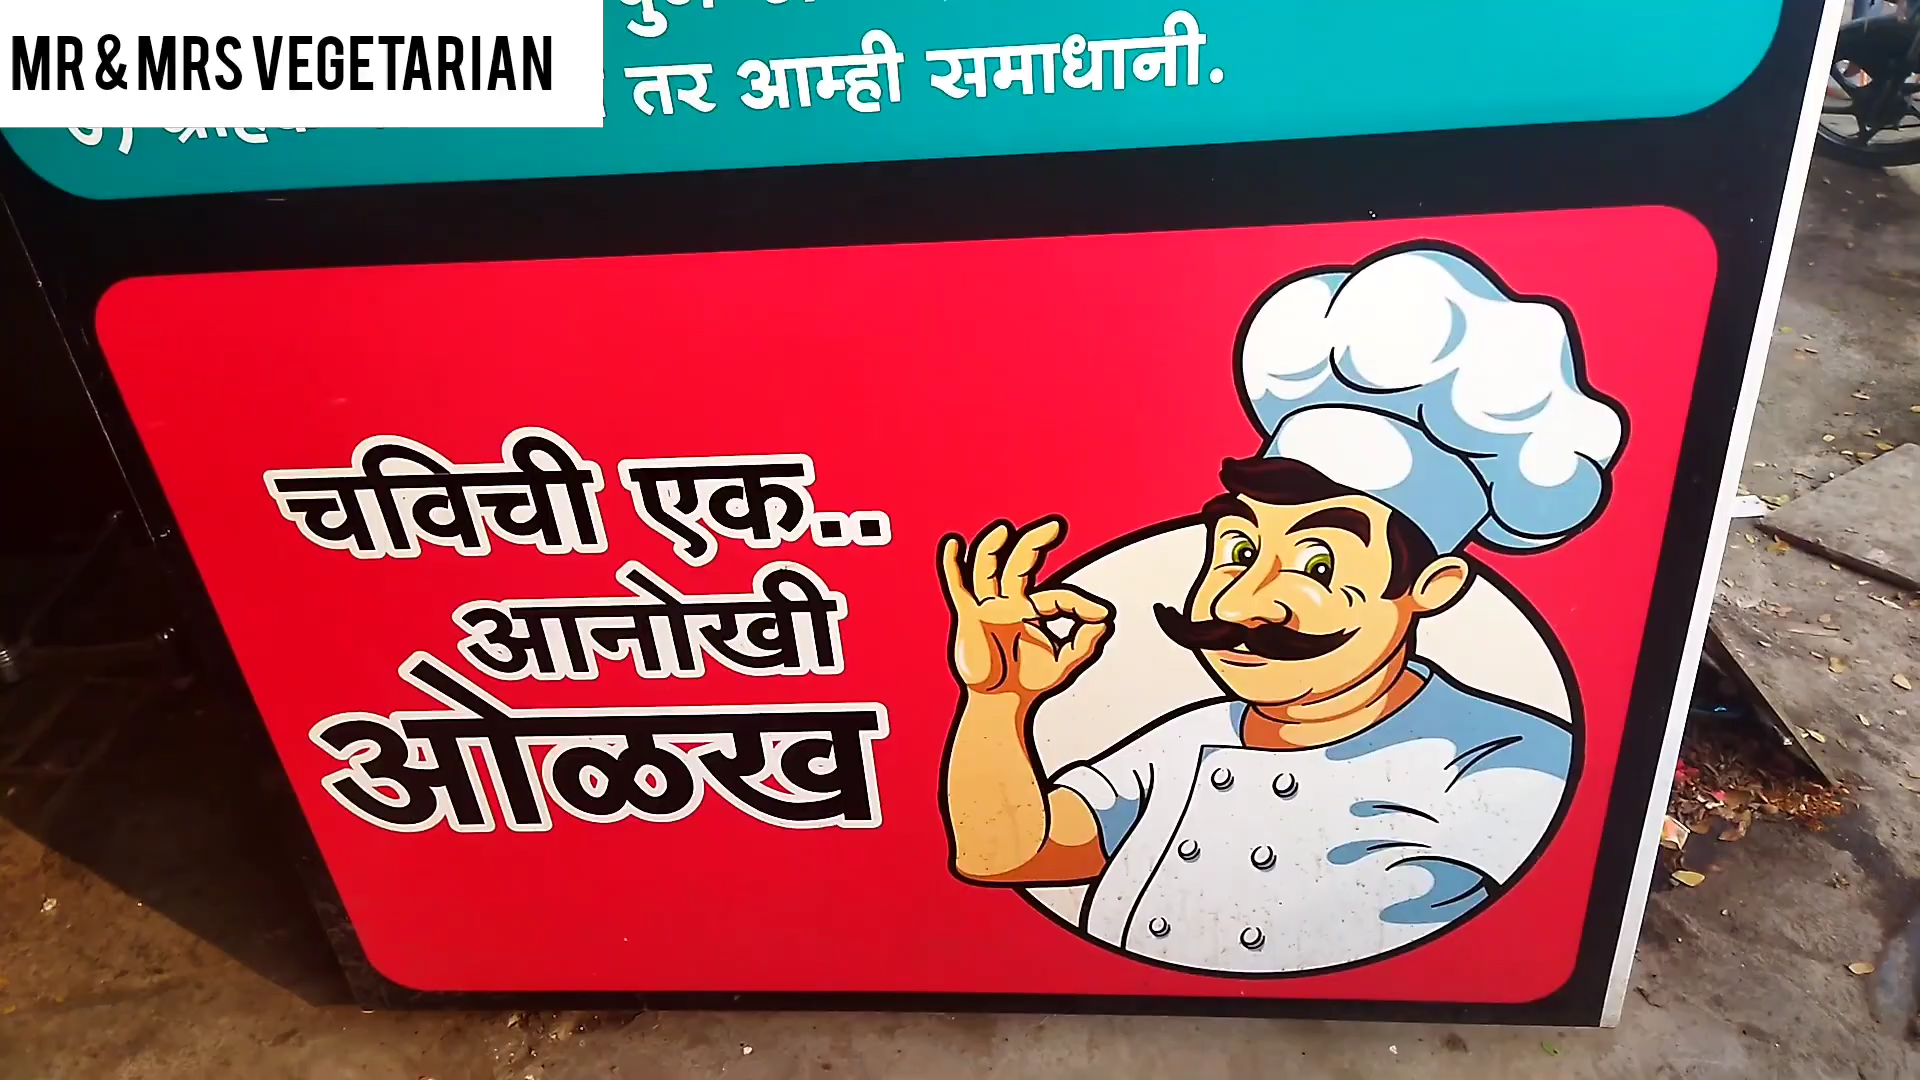 MR & MRS VEGETARIAN
तर आम्ही समाधानी.
चविची एक..
आनोखी
ओळख